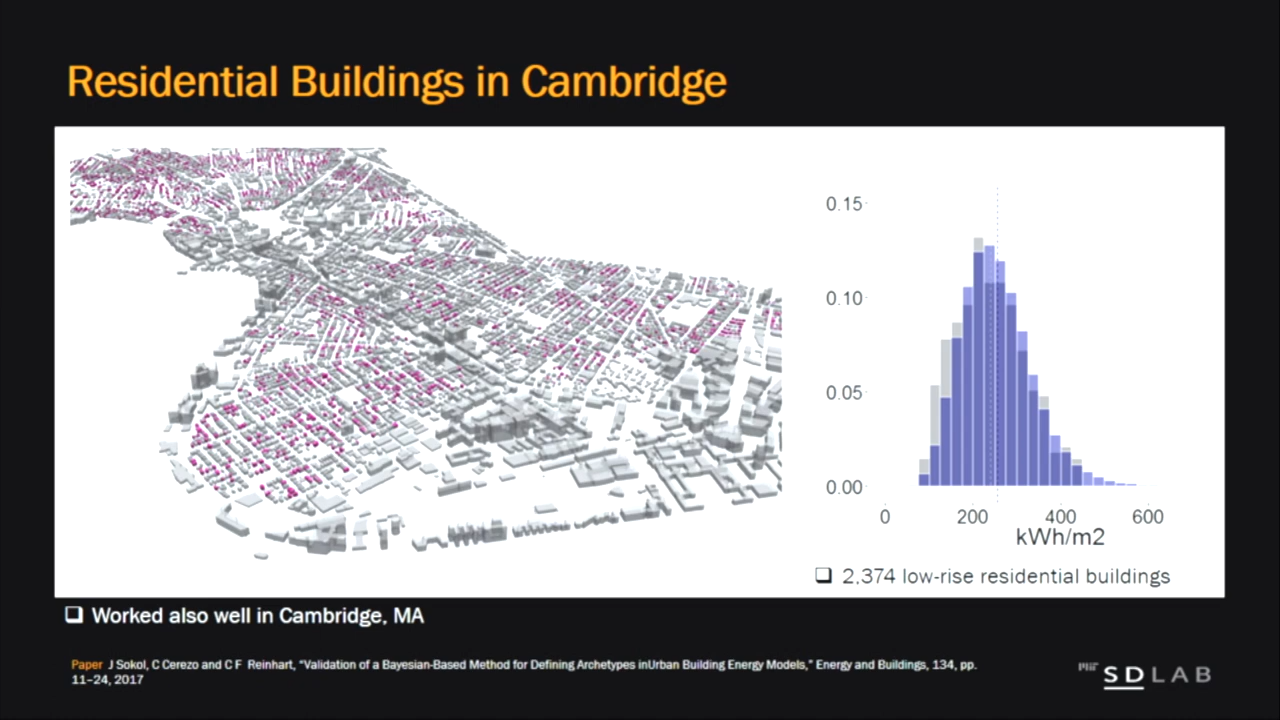 Residential Buildings in Cambridge
0.15
0.10
0.05
0.00
0 200 400 600
kWh/m2
2,374 low-rise residential buildings
Worked also well in Cambridge, MA
Paper J Sokol, C Cerezo and C F Reinhart, "Validation of a Bayesian-Based Method for Defining Archetypes inUrban Building Energy Models," Energy and Buildings, 134, pp.
11–24, 2017
MIT SDLAB